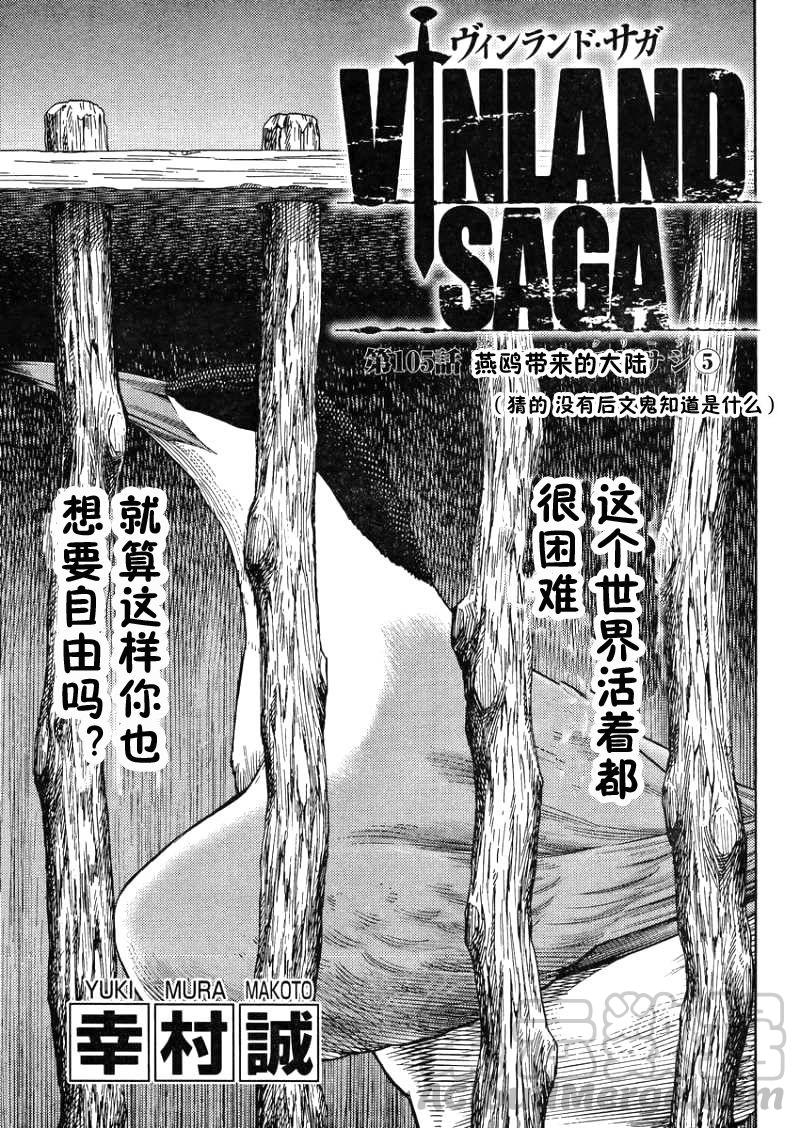 ヴィンランド・サガ
VINLAND
SAGA
第105話 燕鸥带来的大陆 ナシ⑤
（猜的 没有后文鬼知道是什么）
这个世界活着都
很困难
就算这样你也
想要自由吗？
YUKI MURA MAKOTO
幸村誠